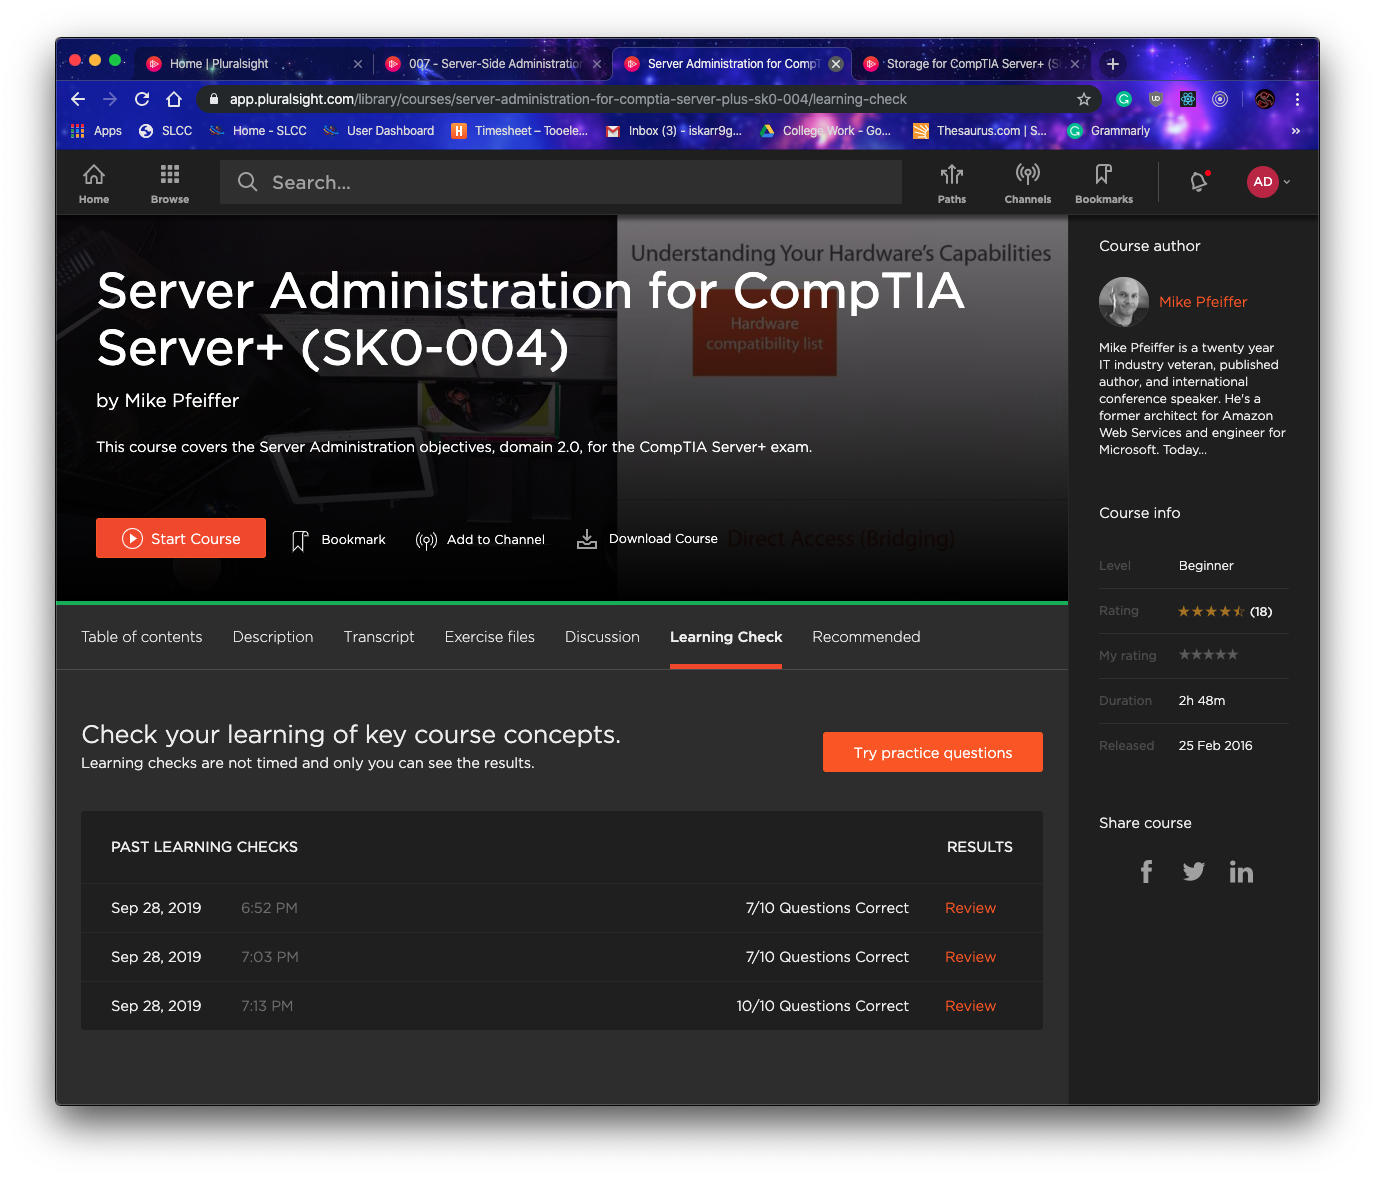 Home | Pluralsight
007 - Server-Side Administration
Server Administration for CompT
Storage for CompTIA Server+ (S
app.pluralsight.com/library/courses/server-administration-for-comptia-server-plus-sk0-004/learning-check
Apps
SLCC
Home - SLCC
User Dashboard
Timesheet – Tooele...
Inbox (3) - iskarr9g...
College Work - Go...
Thesaurus.com | S...
Grammarly
»
Home
Browse
Search...
Paths
Channels
Bookmarks
AD
Understanding Your Hardware's Capabilities
Hardware
compatibility list
Direct Access (Bridging)
Server Administration for CompTIA
Server+ (SK0-004)
by Mike Pfeiffer
This course covers the Server Administration objectives, domain 2.0, for the CompTIA Server+ exam.
Start Course
Bookmark
Add to Channel
Download Course
Table of contents
Description
Transcript
Exercise files
Discussion
Learning Check
Recommended
Check your learning of key course concepts.
Learning checks are not timed and only you can see the results.
Try practice questions
PAST LEARNING CHECKS RESULTS
Sep 28, 2019 6:52 PM 7/10 Questions Correct Review
Sep 28, 2019 7:03 PM 7/10 Questions Correct Review
Sep 28, 2019 7:13 PM 10/10 Questions Correct Review
Course author
Mike Pfeiffer
Mike Pfeiffer is a twenty year
IT industry veteran, published
author, and international
conference speaker. He's a
former architect for Amazon
Web Services and engineer for
Microsoft. Today...
Course info
Level Beginner
Rating (18)
My rating
Duration 2h 48m
Released 25 Feb 2016
Share course